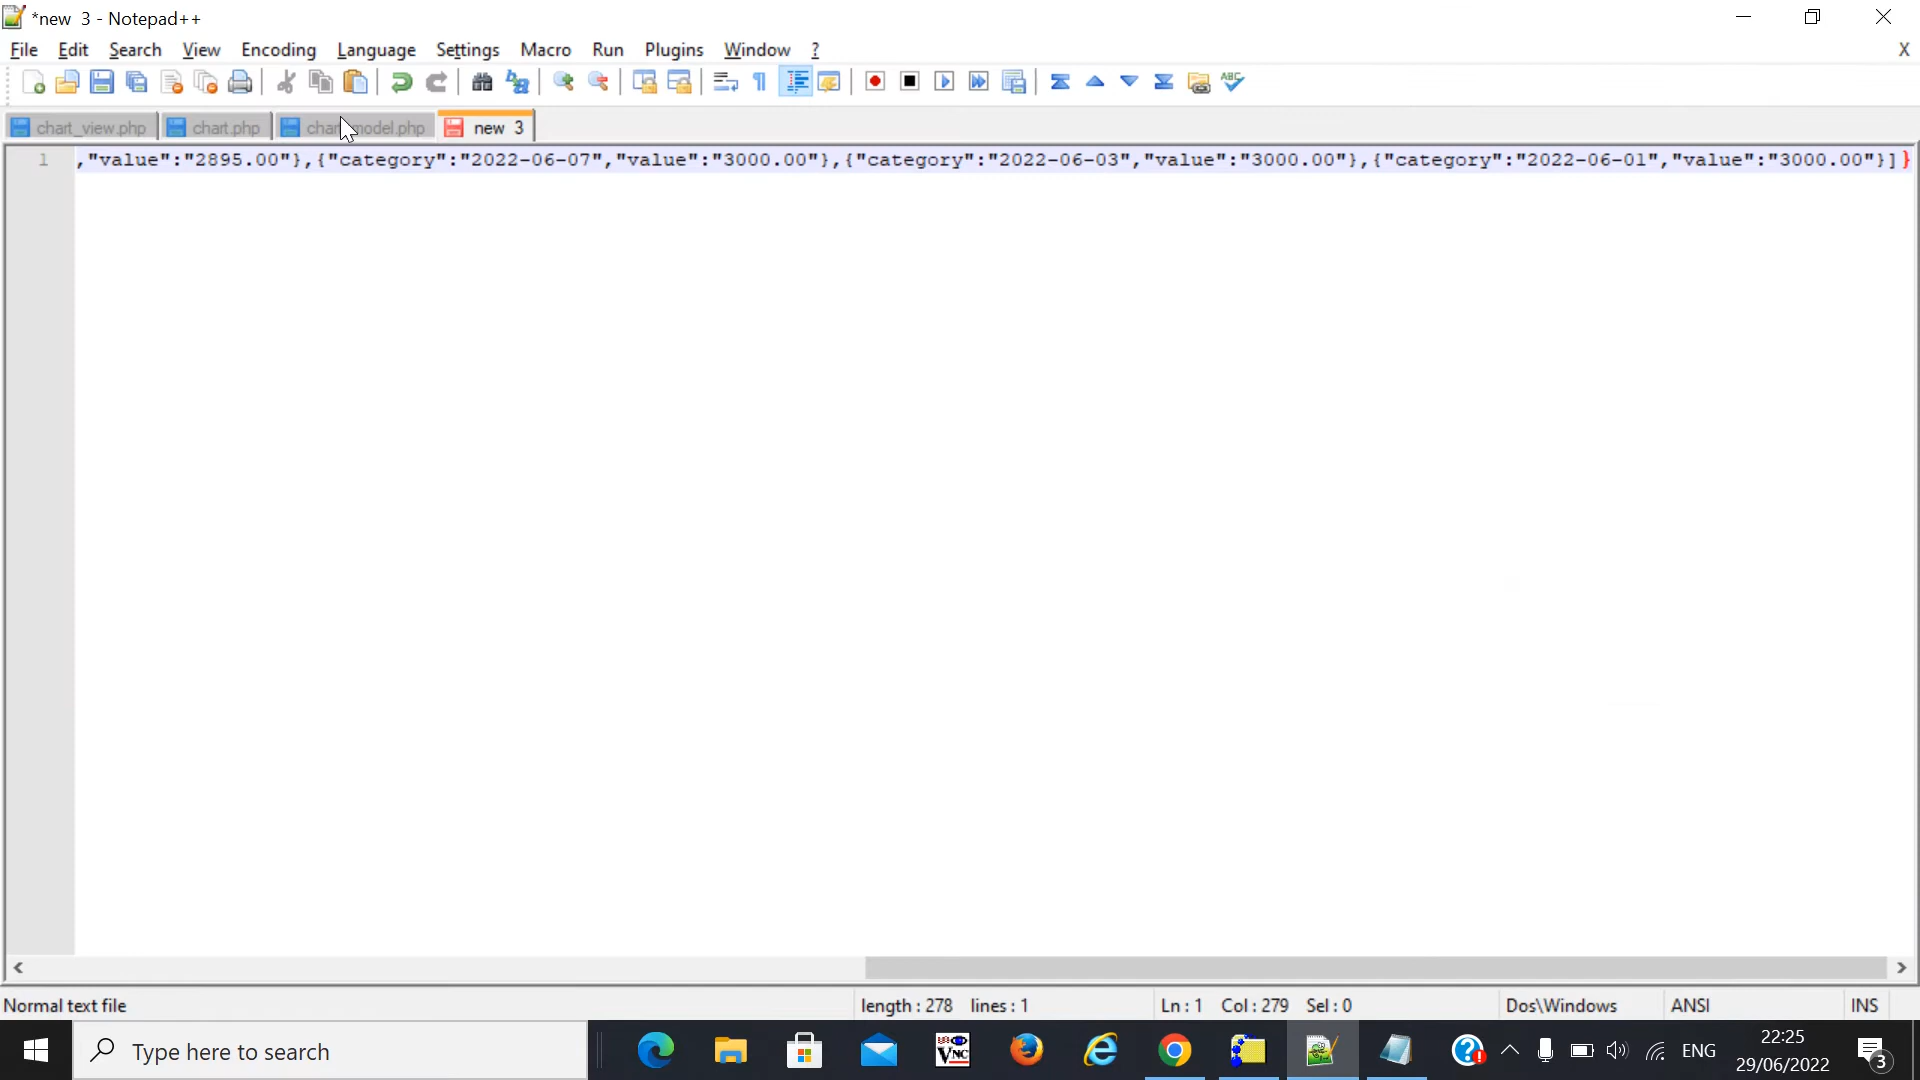 *new  3 - Notepad++
File Edit Search View Encoding Language Settings Macro Run Plugins Window ?
X
chart_view.php chart.php new  3
1 ,"value":"2895.00"},{"category":"2022-06-07","value":"3000.00"},{"category":"2022-06-03","value":"3000.00"},{"category":"2022-06-01","value":"3000.00"}]}
Normal text file length : 278 lines : 1 Ln : 1 Col : 279 Sel : 0 Dos\Windows ANSI INS
Type here to search
ENG
22:25
29/06/2022
3